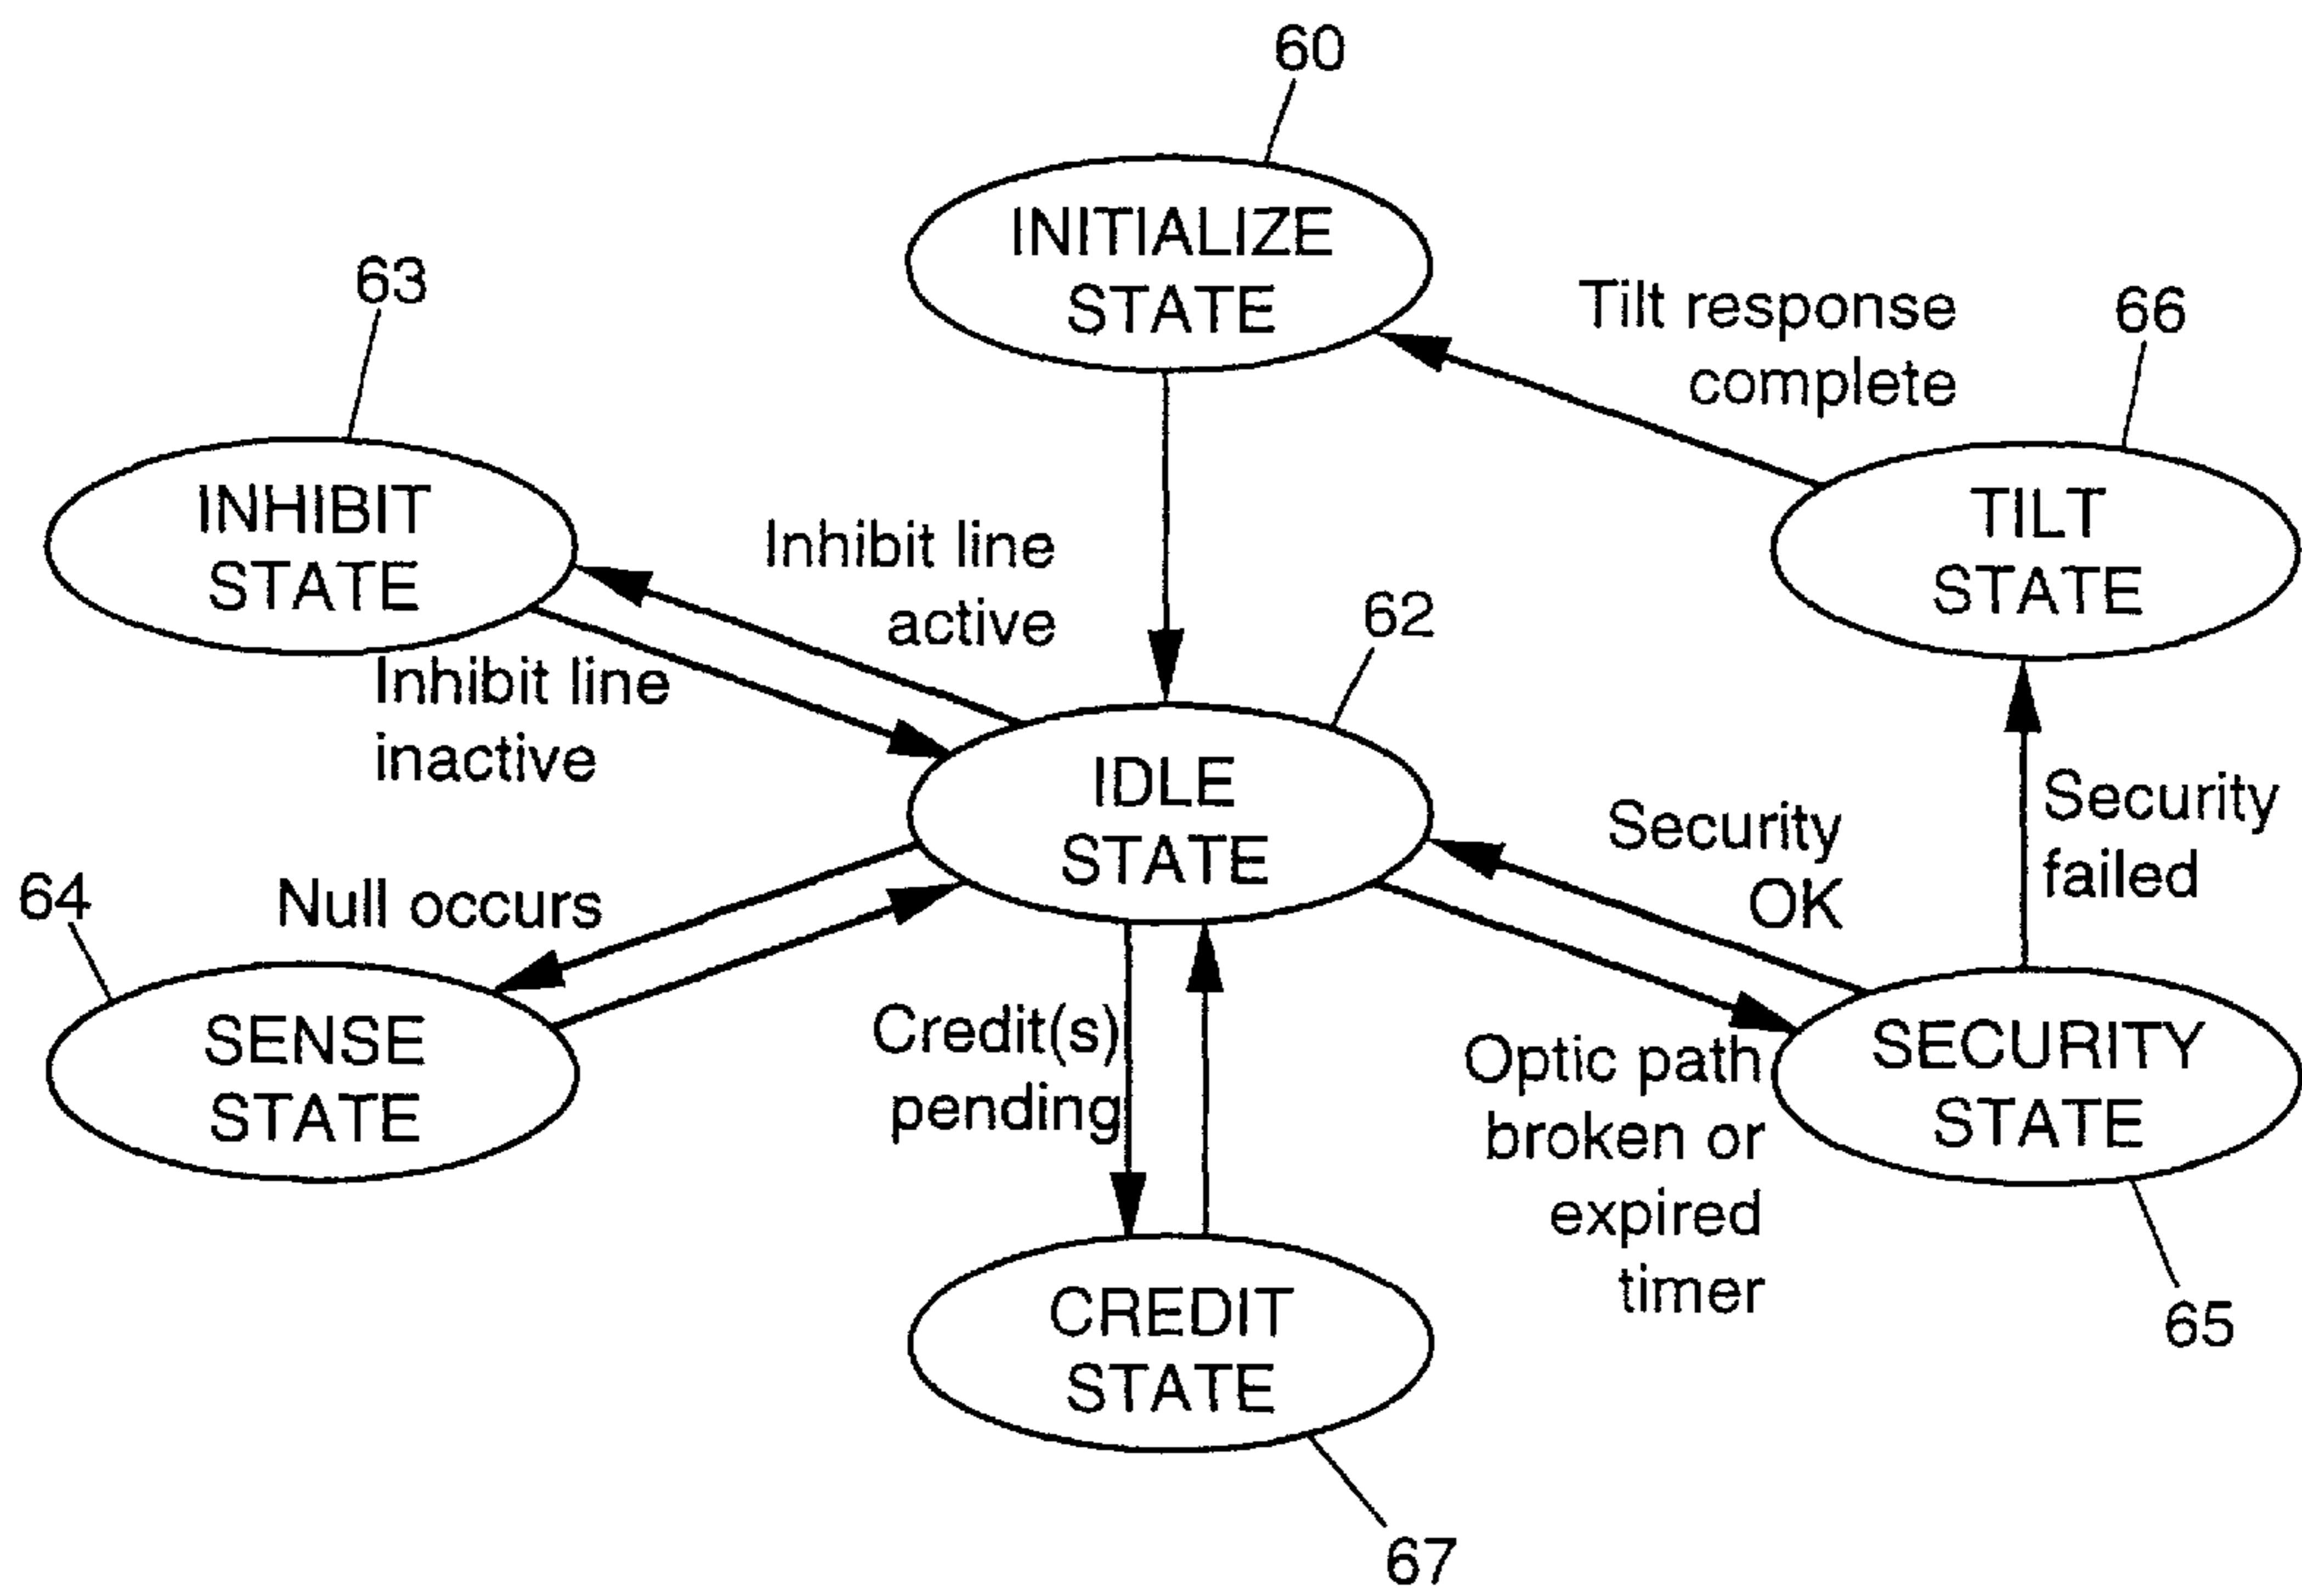 60
INITIALIZE
STATE
63
Tilt response
complete
66
INHIBIT
STATE
Inhibit line
active
TILT
STATE
62
Inhibit line
inactive
IDLE
STATE
Security
OK
Security
failed
64
Null occurs
SENSE
STATE
Credit(s)
pending
Optic path
broken or
expired
timer
SECURITY
STATE
65
CREDIT
STATE
67